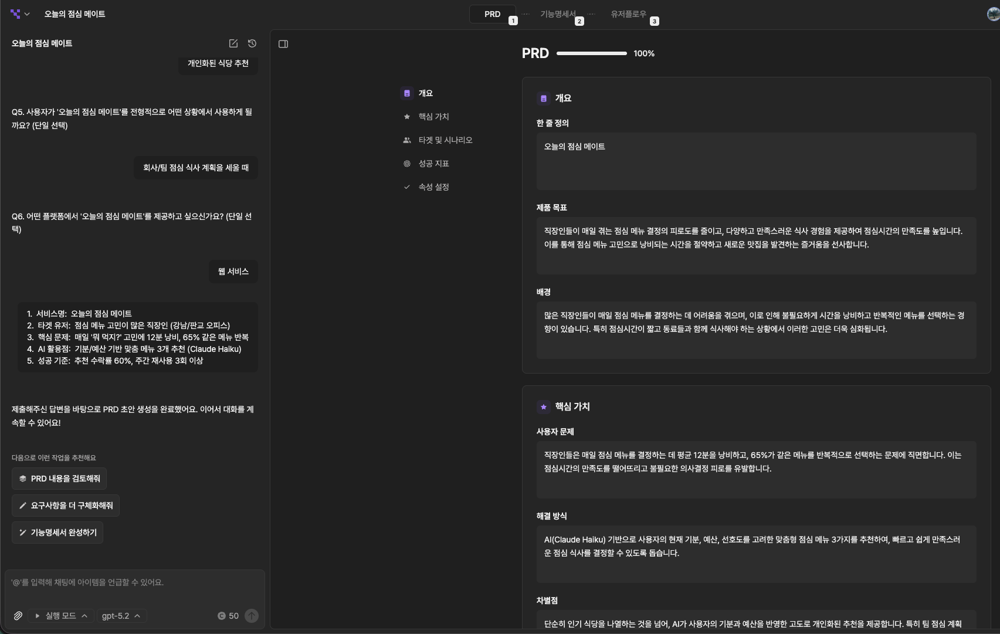 오늘의 점심 메이트
PRD
1
기능명세서
2
유저플로우
3
오늘의 점심 메이트
개인화된 식당 추천
Q5. 사용자가 '오늘의 점심 메이트'를 전형적으로 어떤 상황에서 사용하게 될
까요? (단일 선택)
회사/팀 점심 식사 계획을 세울 때
Q6. 어떤 플랫폼에서 '오늘의 점심 메이트'를 제공하고 싶으신가요? (단일 선
택)
웹 서비스
1. 서비스명: 오늘의 점심 메이트
2. 타겟 유저: 점심 메뉴 고민이 많은 직장인 (강남/판교 오피스)
3. 핵심 문제: 매일 '뭐 먹지?' 고민에 12분 낭비, 65% 같은 메뉴 반복
4. AI 활용점: 기분/예산 기반 맞춤 메뉴 3개 추천 (Claude Haiku)
5. 성공 기준: 추천 수락률 60%, 주간 재사용 3회 이상
제출해주신 답변을 바탕으로 PRD 초안 생성을 완료했어요. 이어서 대화를 계
속할 수 있어요!
다음으로 이런 작업을 추천해요
PRD 내용을 검토해줘
요구사항을 더 구체화해줘
기능명세서 완성하기
'@'를 입력해 채팅에 아이템을 언급할 수 있어요.
실행 모드
gpt-5.2
C 50
개요
핵심 가치
타겟 및 시나리오
성공 지표
속성 설정
PRD
100%
개요
한 줄 정의
오늘의 점심 메이트
제품 목표
직장인들이 매일 겪는 점심 메뉴 결정의 피로도를 줄이고, 다양하고 만족스러운 식사 경험을 제공하여 점심시간의 만족도를 높입니다.
이를 통해 점심 메뉴 고민으로 낭비되는 시간을 절약하고 새로운 맛집을 발견하는 즐거움을 선사합니다.
배경
많은 직장인들이 매일 점심 메뉴를 결정하는 데 어려움을 겪으며, 이로 인해 불필요하게 시간을 낭비하고 반복적인 메뉴를 선택하는 경
향이 있습니다. 특히 점심시간이 짧고 동료들과 함께 식사해야 하는 상황에서 이러한 고민은 더욱 심화됩니다.
핵심 가치
사용자 문제
직장인들은 매일 점심 메뉴를 결정하는 데 평균 12분을 낭비하고, 65%가 같은 메뉴를 반복적으로 선택하는 문제에 직면합니다. 이는
점심시간의 만족도를 떨어뜨리고 불필요한 의사결정 피로를 유발합니다.
해결 방식
AI(Claude Haiku) 기반으로 사용자의 현재 기분, 예산, 선호도를 고려한 맞춤형 점심 메뉴 3가지를 추천하여, 빠르고 쉽게 만족스러
운 점심 식사를 결정할 수 있도록 돕습니다.
차별점
단순히 인기 식당을 나열하는 것을 넘어, AI가 사용자의 기분과 예산을 반영한 고도로 개인화된 추천을 제공합니다. 특히 팀 점심 계획